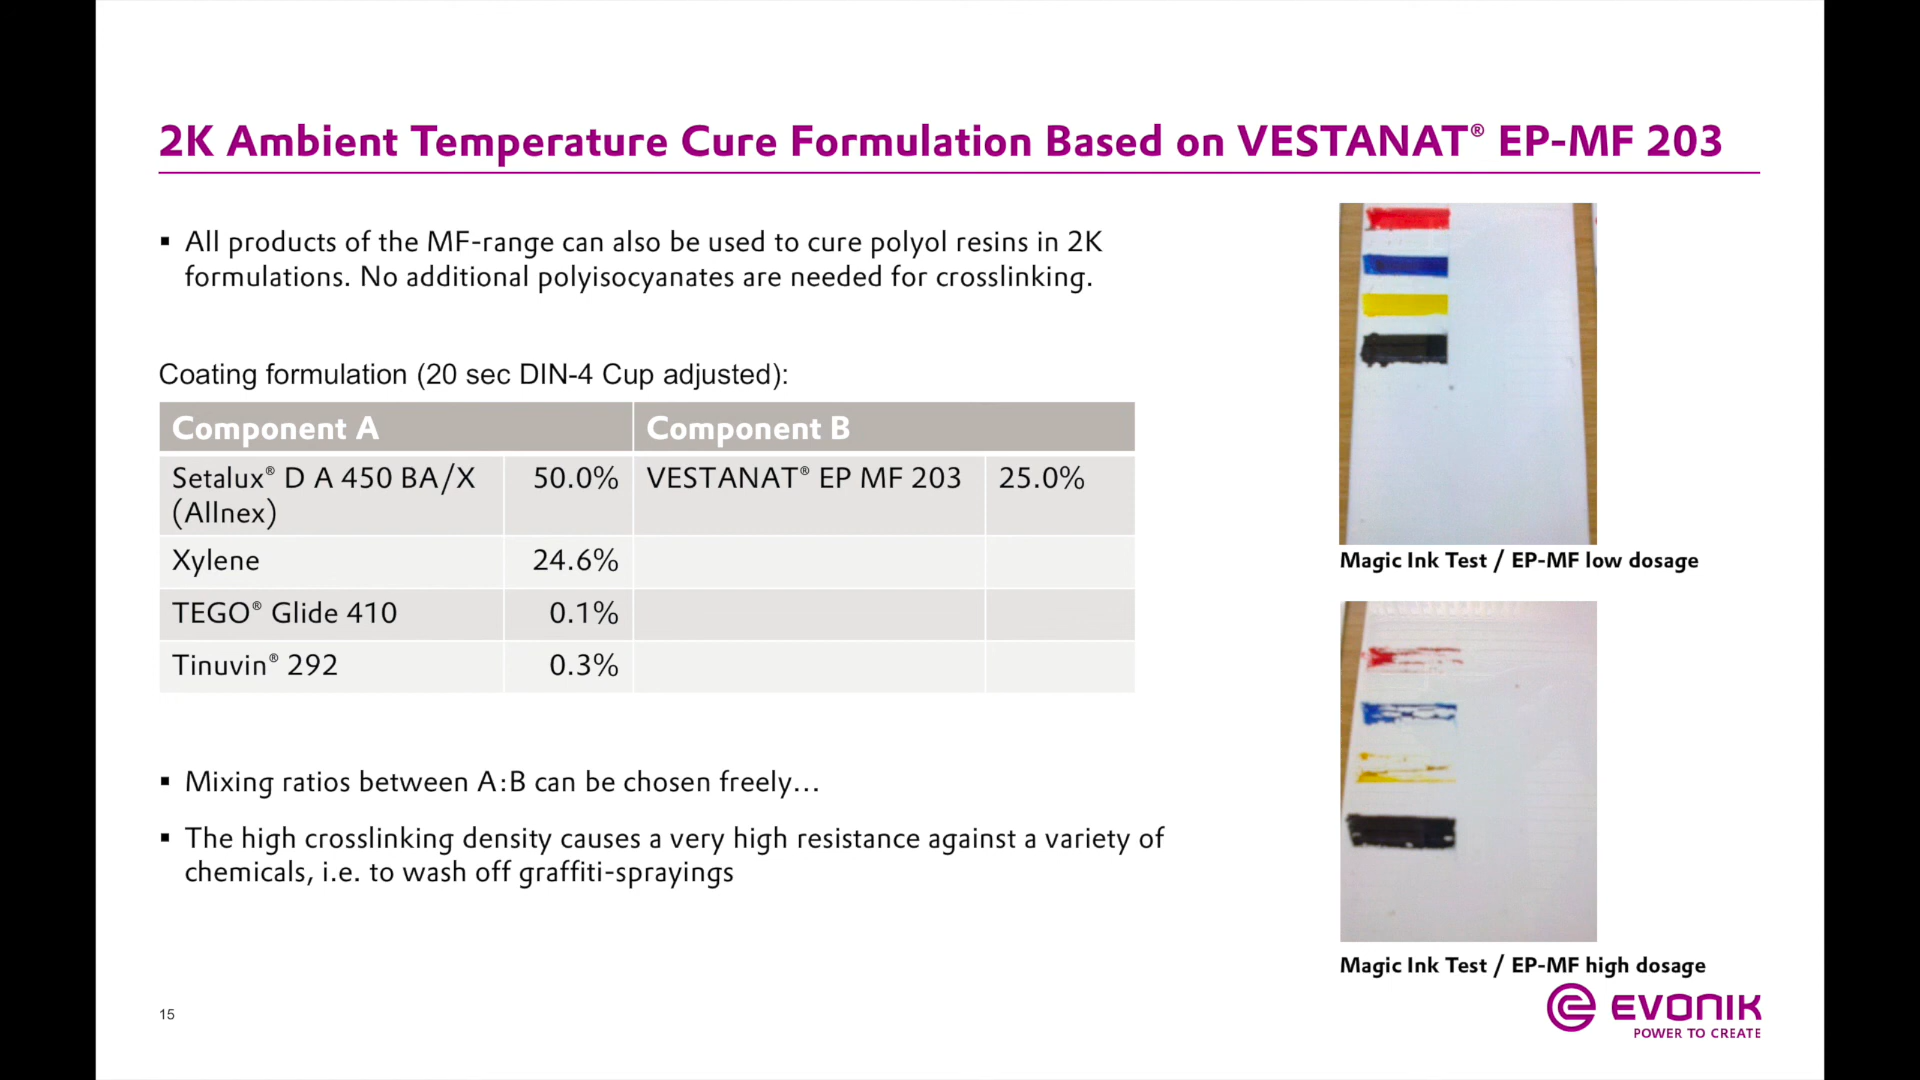 2K Ambient Temperature Cure Formulation Based on VESTANAT® EP-MF 203
▪ All products of the MF-range can also be used to cure polyol resins in 2K
formulations. No additional polyisocyanates are needed for crosslinking.
Coating formulation (20 sec DIN-4 Cup adjusted):
Component A Component B
Setalux® D A 450 BA/X 50.0% VESTANAT® EP MF 203 25.0%
(Allnex)
Xylene 24.6%
TEGO® Glide 410 0.1%
Tinuvin® 292 0.3%
▪ Mixing ratios between A:B can be chosen freely...
▪ The high crosslinking density causes a very high resistance against a variety of
chemicals, i.e. to wash off graffiti-sprayings
Magic Ink Test / EP-MF low dosage
Magic Ink Test / EP-MF high dosage
15
EVONIK
POWER TO CREATE